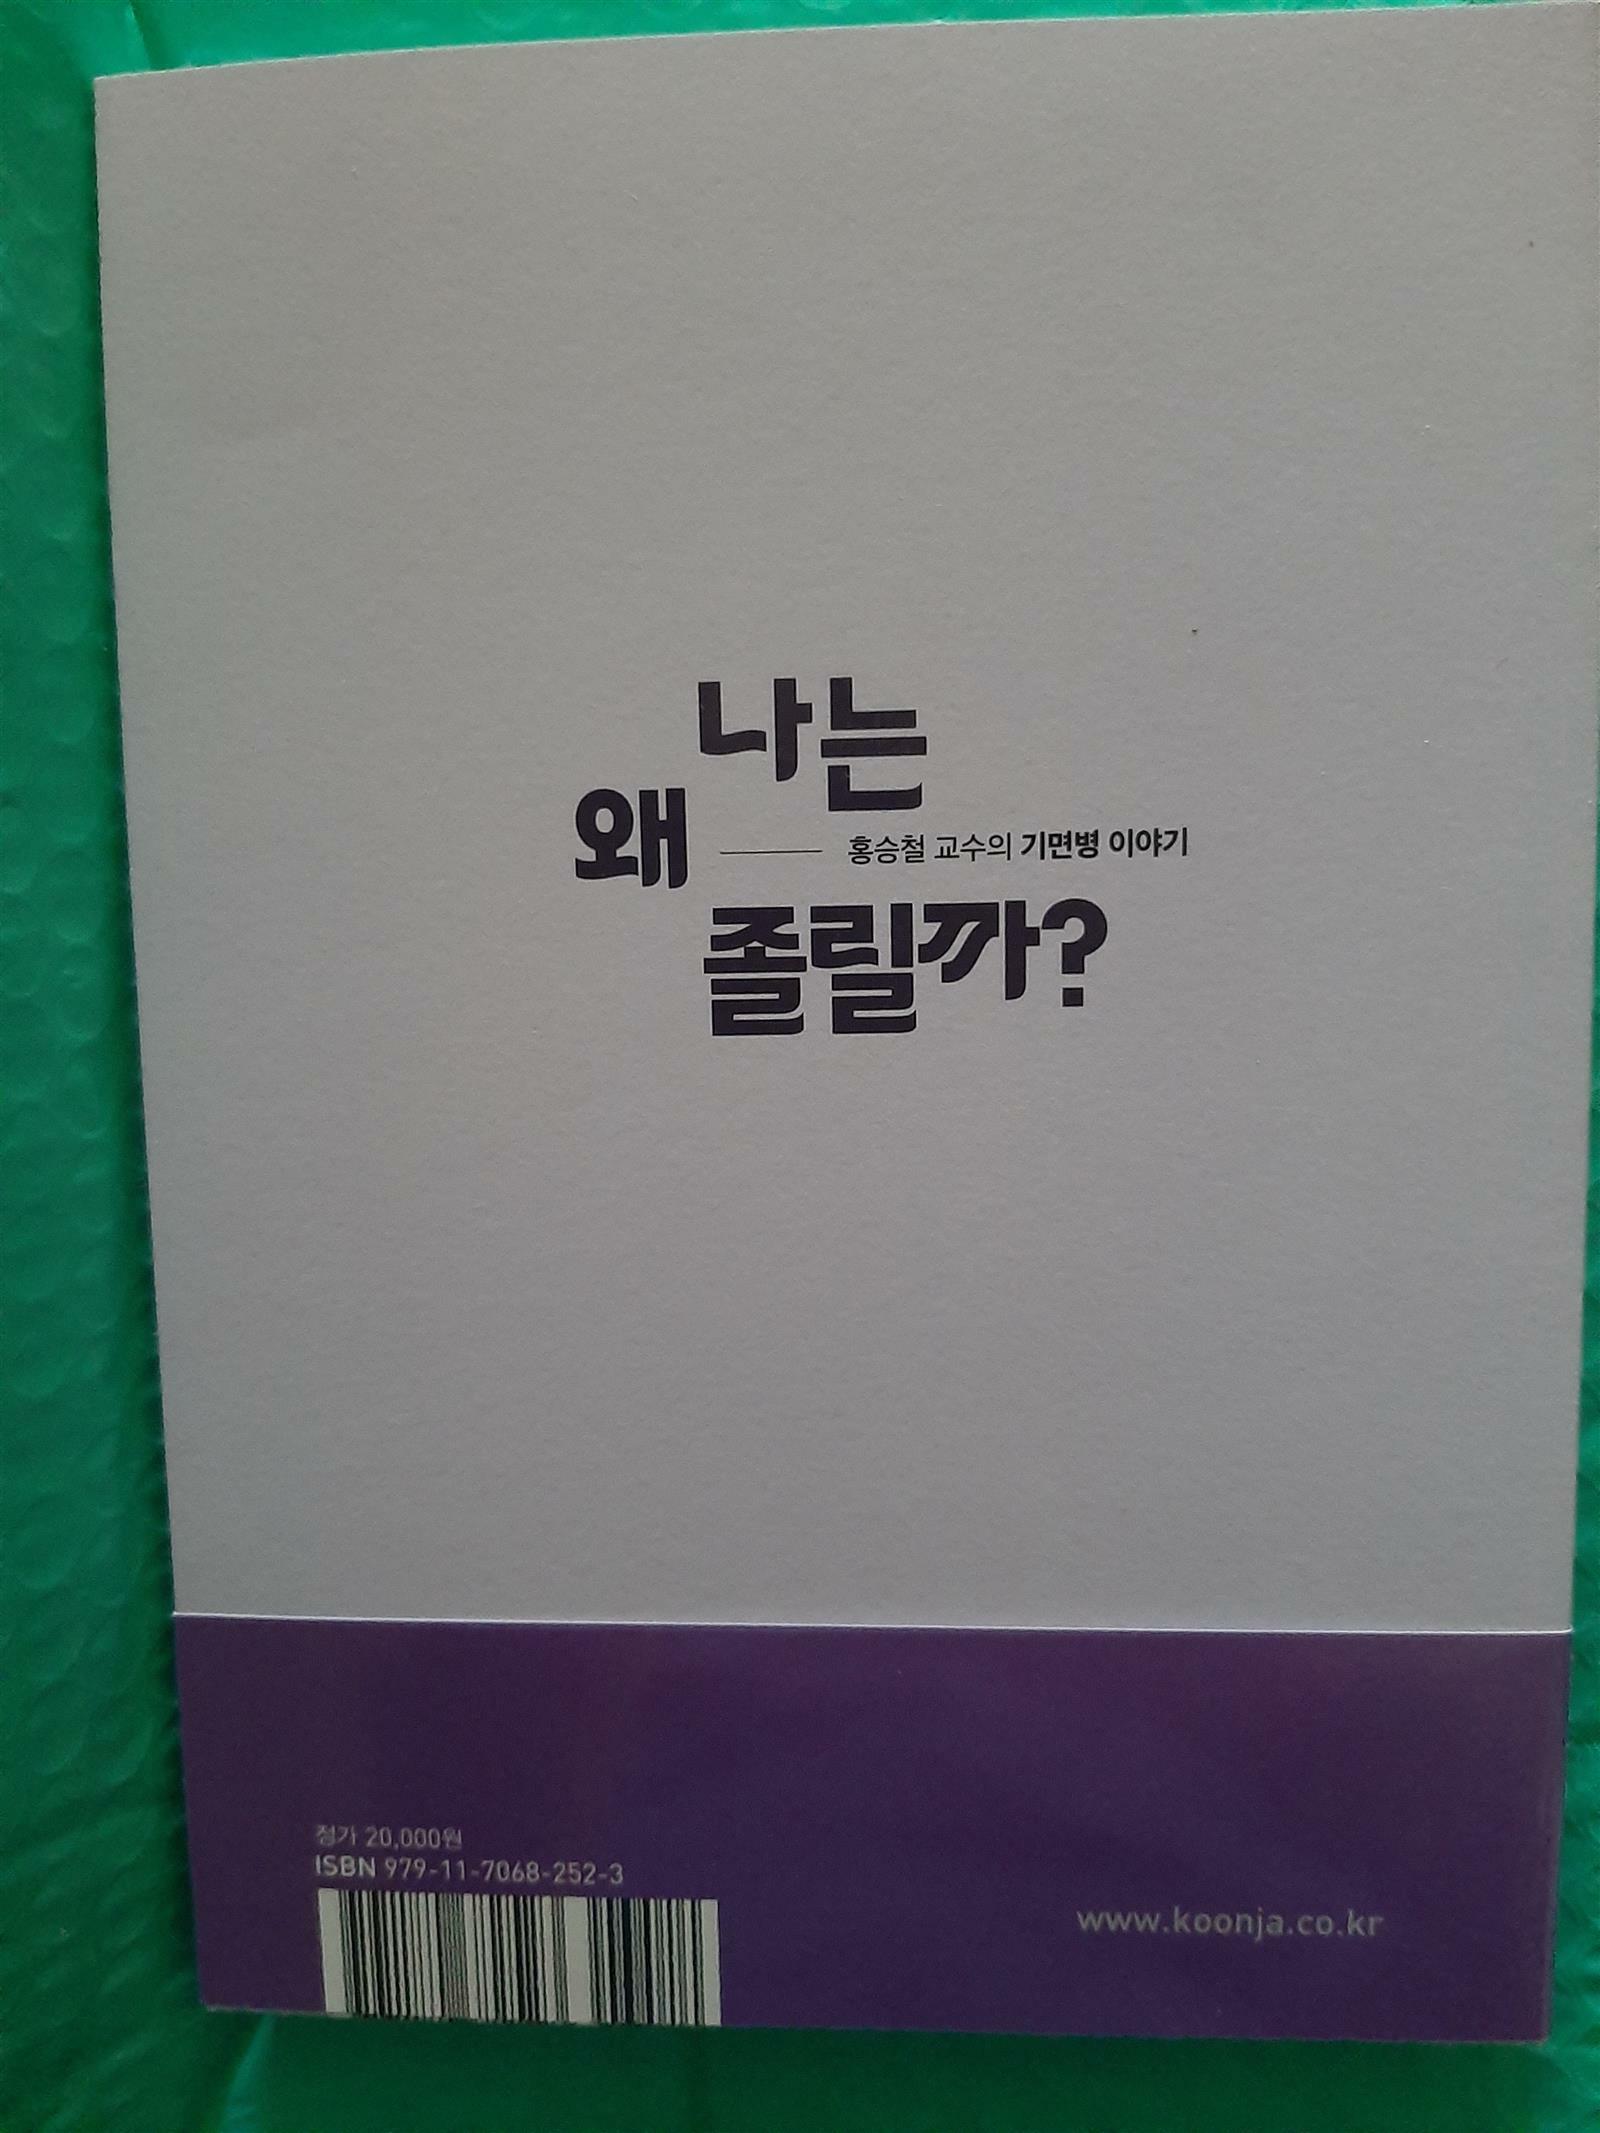 나는
왜
홍승철 교수의 기면병 이야기
졸릴까?
정가 20,000원
ISBN 979-11-7068-252-3
www.koonja.co.kr